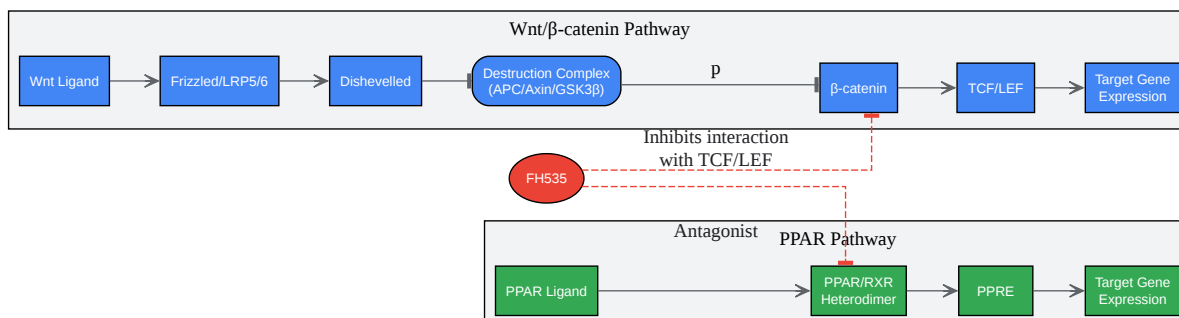 Wnt/β-catenin Pathway
Wnt Ligand
Frizzled/LRP5/6
Dishevelled
Destruction Complex
(APC/Axin/GSK3β)
p
β-catenin
TCF/LEF
Target Gene
Expression
Inhibits interaction
with TCF/LEF
FH535
Antagonist
PPAR Pathway
PPAR Ligand
PPAR/RXR
Heterodimer
PPRE
Target Gene
Expression